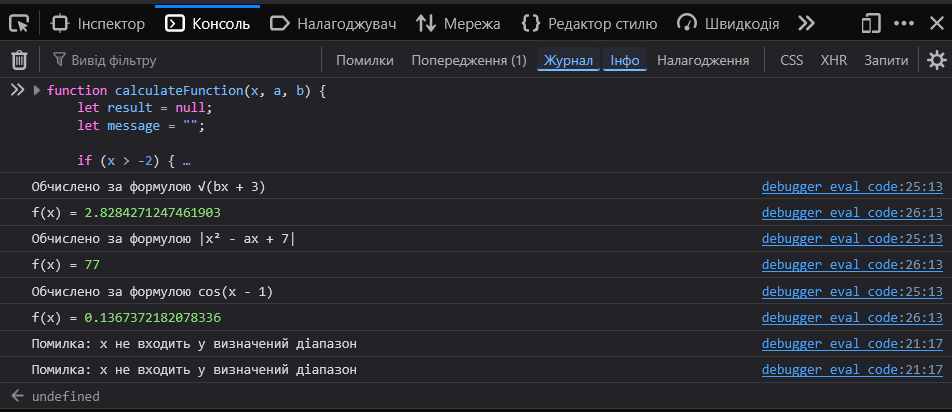 Інспектор Консоль Налагоджувач Мережа Редактор стилю Швидкодія
Вивід фільтру Помилки Попередження (1) Журнал Інфо Налагодження CSS XHR Запити
function calculateFunction(x, a, b) {
let result = null;
let message = "";
if (x > -2) { …
Обчислено за формулою √(bx + 3) debugger eval code:25:13
f(x) = 2.8284271247461903 debugger eval code:26:13
Обчислено за формулою |x² - ax + 7| debugger eval code:25:13
f(x) = 77 debugger eval code:26:13
Обчислено за формулою cos(x - 1) debugger eval code:25:13
f(x) = 0.1367372182078336 debugger eval code:26:13
Помилка: x не входить у визначений діапазон debugger eval code:21:17
Помилка: x не входить у визначений діапазон debugger eval code:21:17
undefined